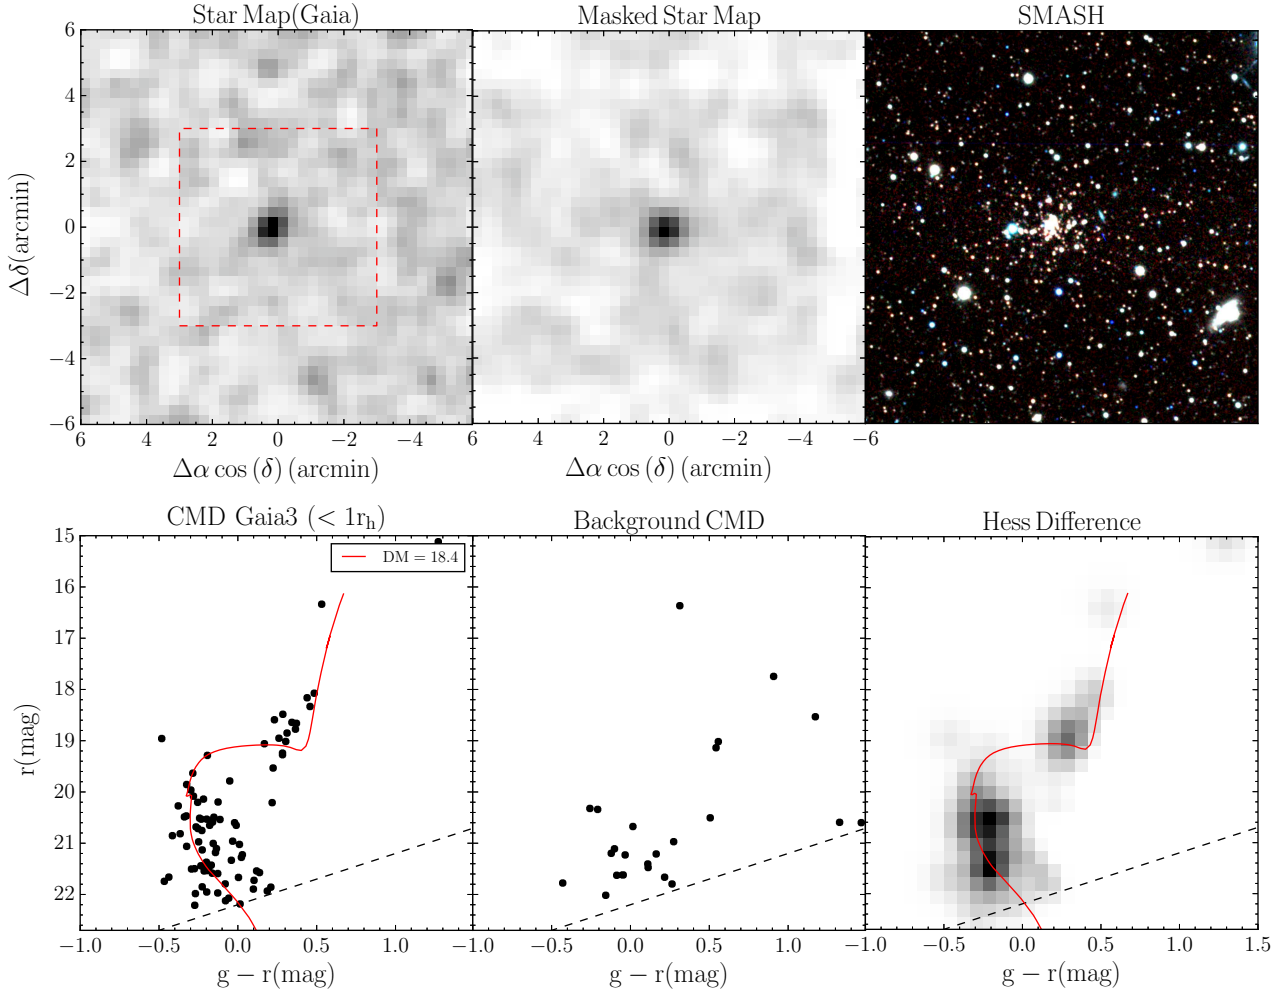 Star Map(Gaia)
Masked Star Map
SMASH
6
4
2
0
−2
−4
−6
Δδ(arcmin)
6 4 2 0 −2 −4 6 4 2 0 −2 −4 −6
Δα cos (δ) (arcmin)
Δα cos (δ) (arcmin)
CMD Gaia3 (< 1r_h)
Background CMD
Hess Difference
DM = 18.4
15
16
17
18
19
20
21
22
r(mag)
−1.0 −0.5 0.0 0.5 −1.0 −0.5 0.0 0.5 −1.0 −0.5 0.0 0.5 1.0 1.5
g − r(mag)
g − r(mag)
g − r(mag)